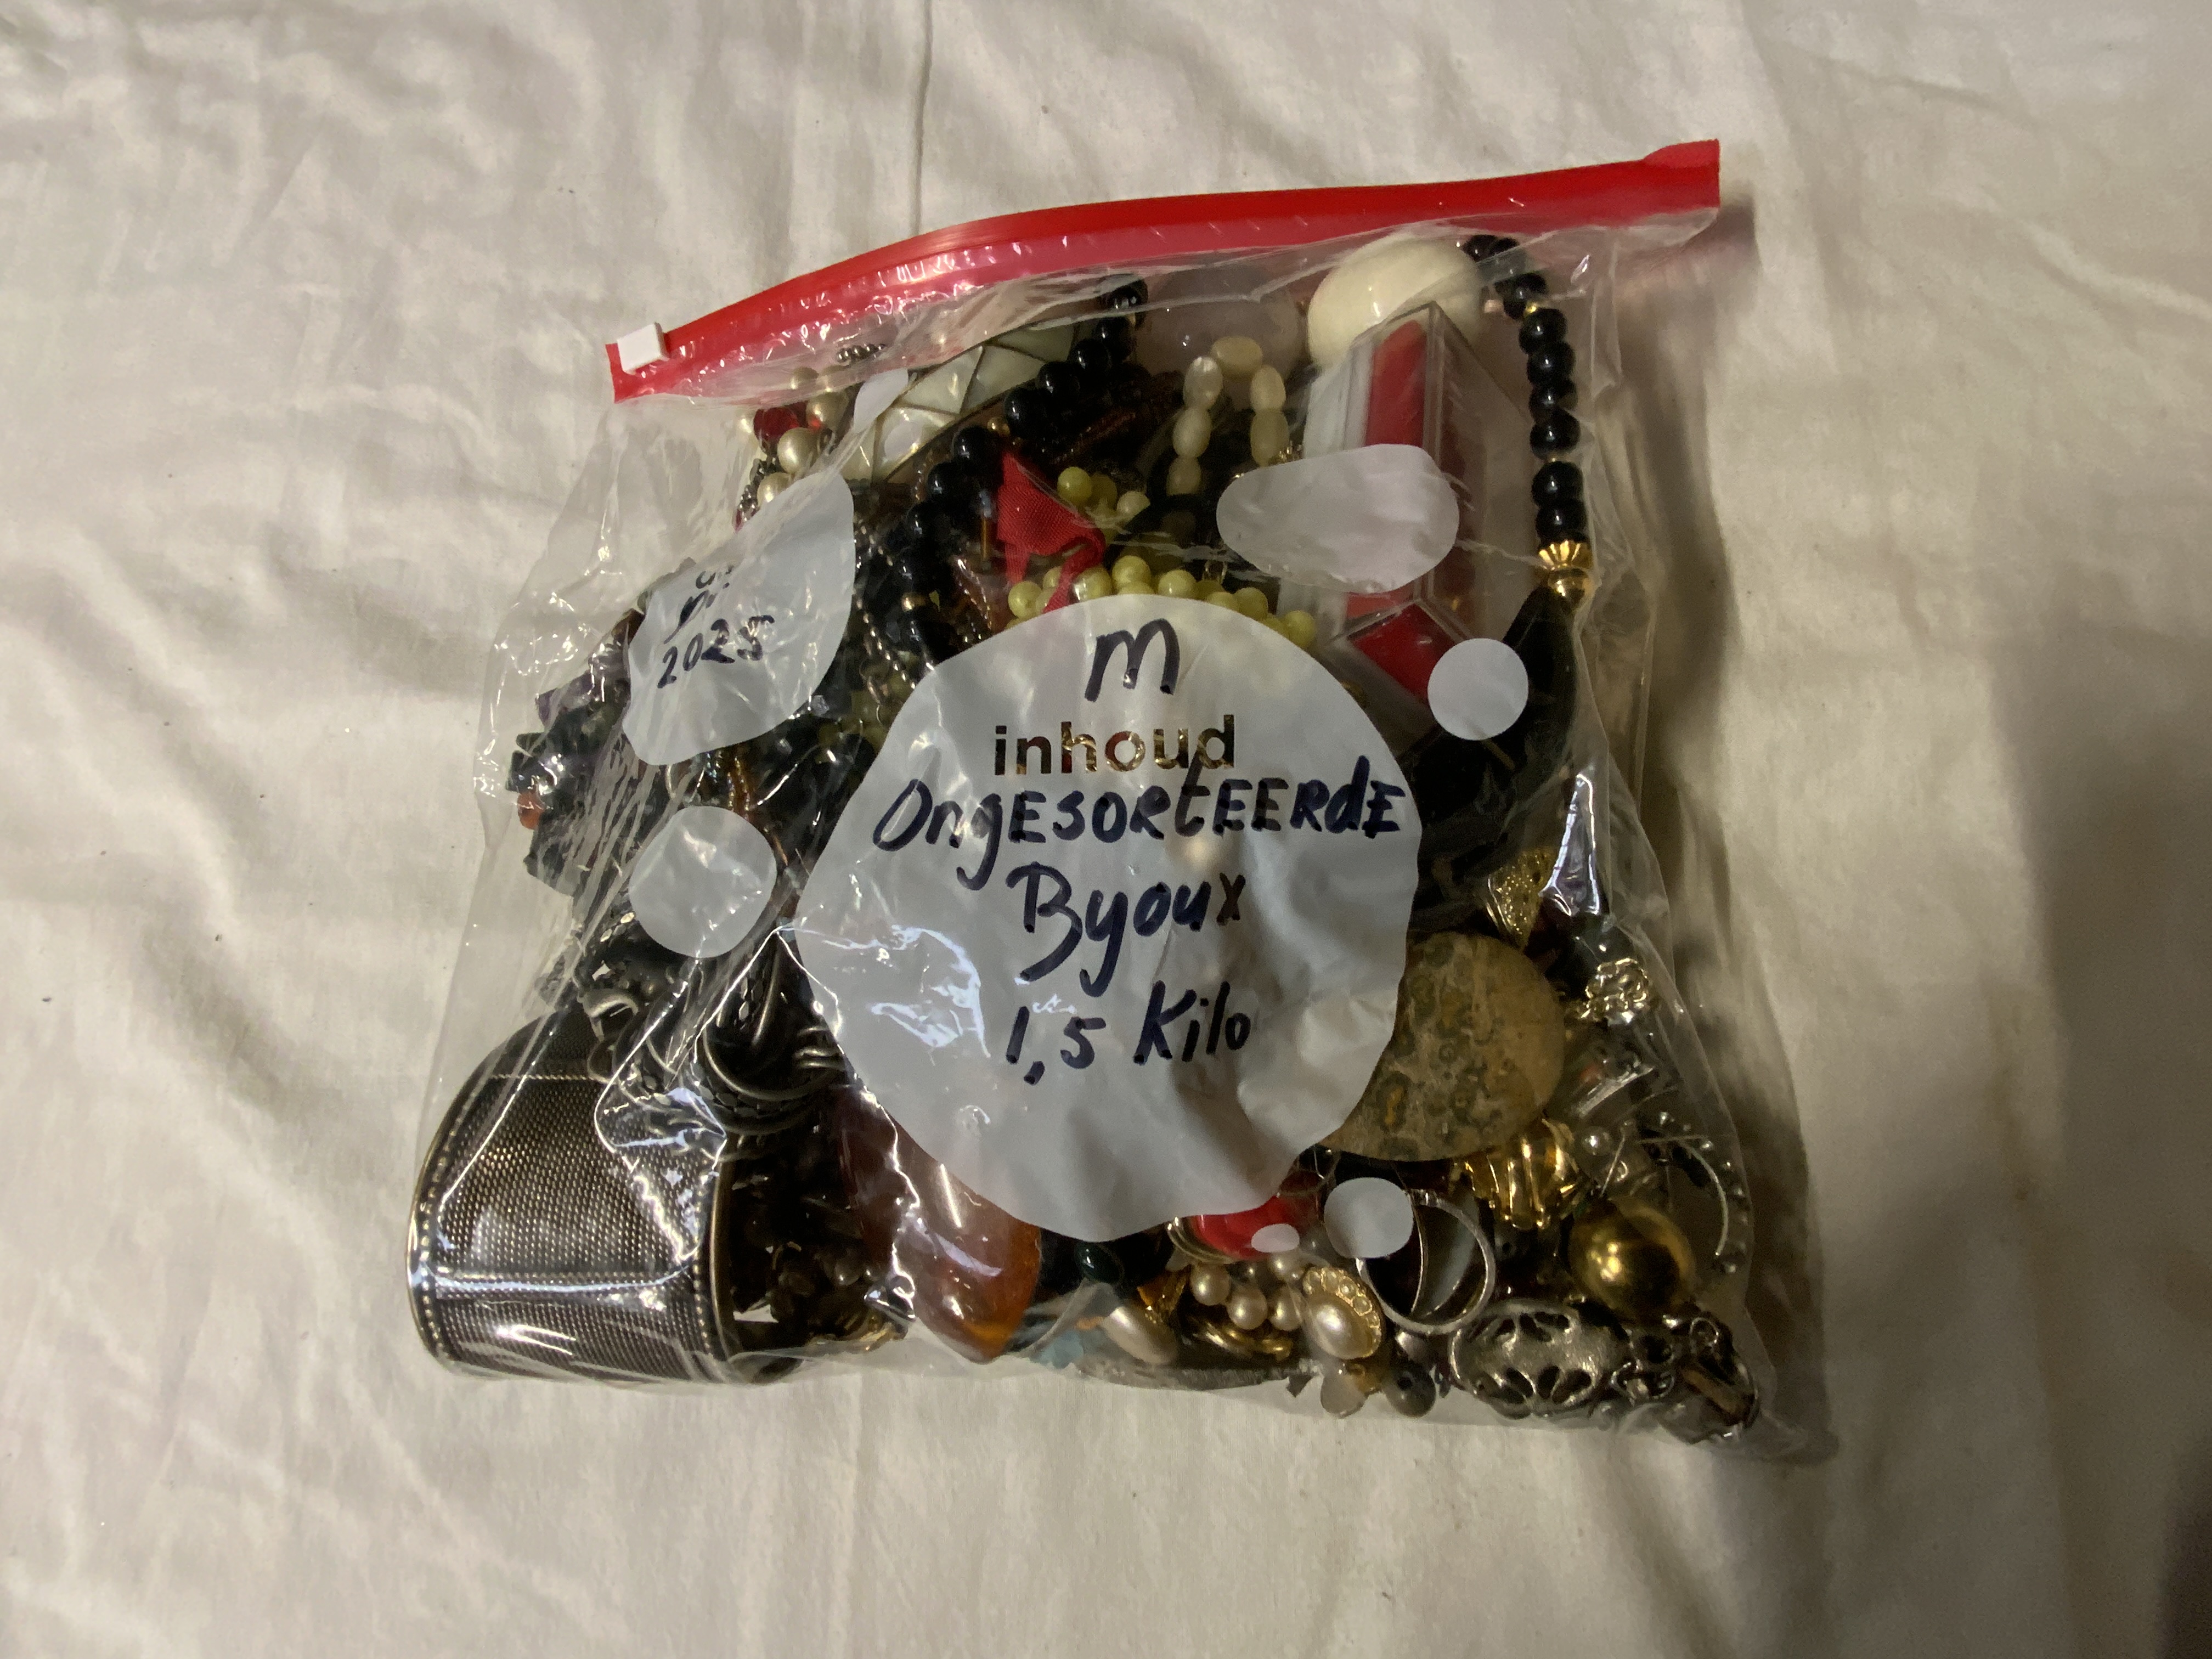 2025
m
inhoud
OngESORtEERdE
Byoux
1,5 Kilo